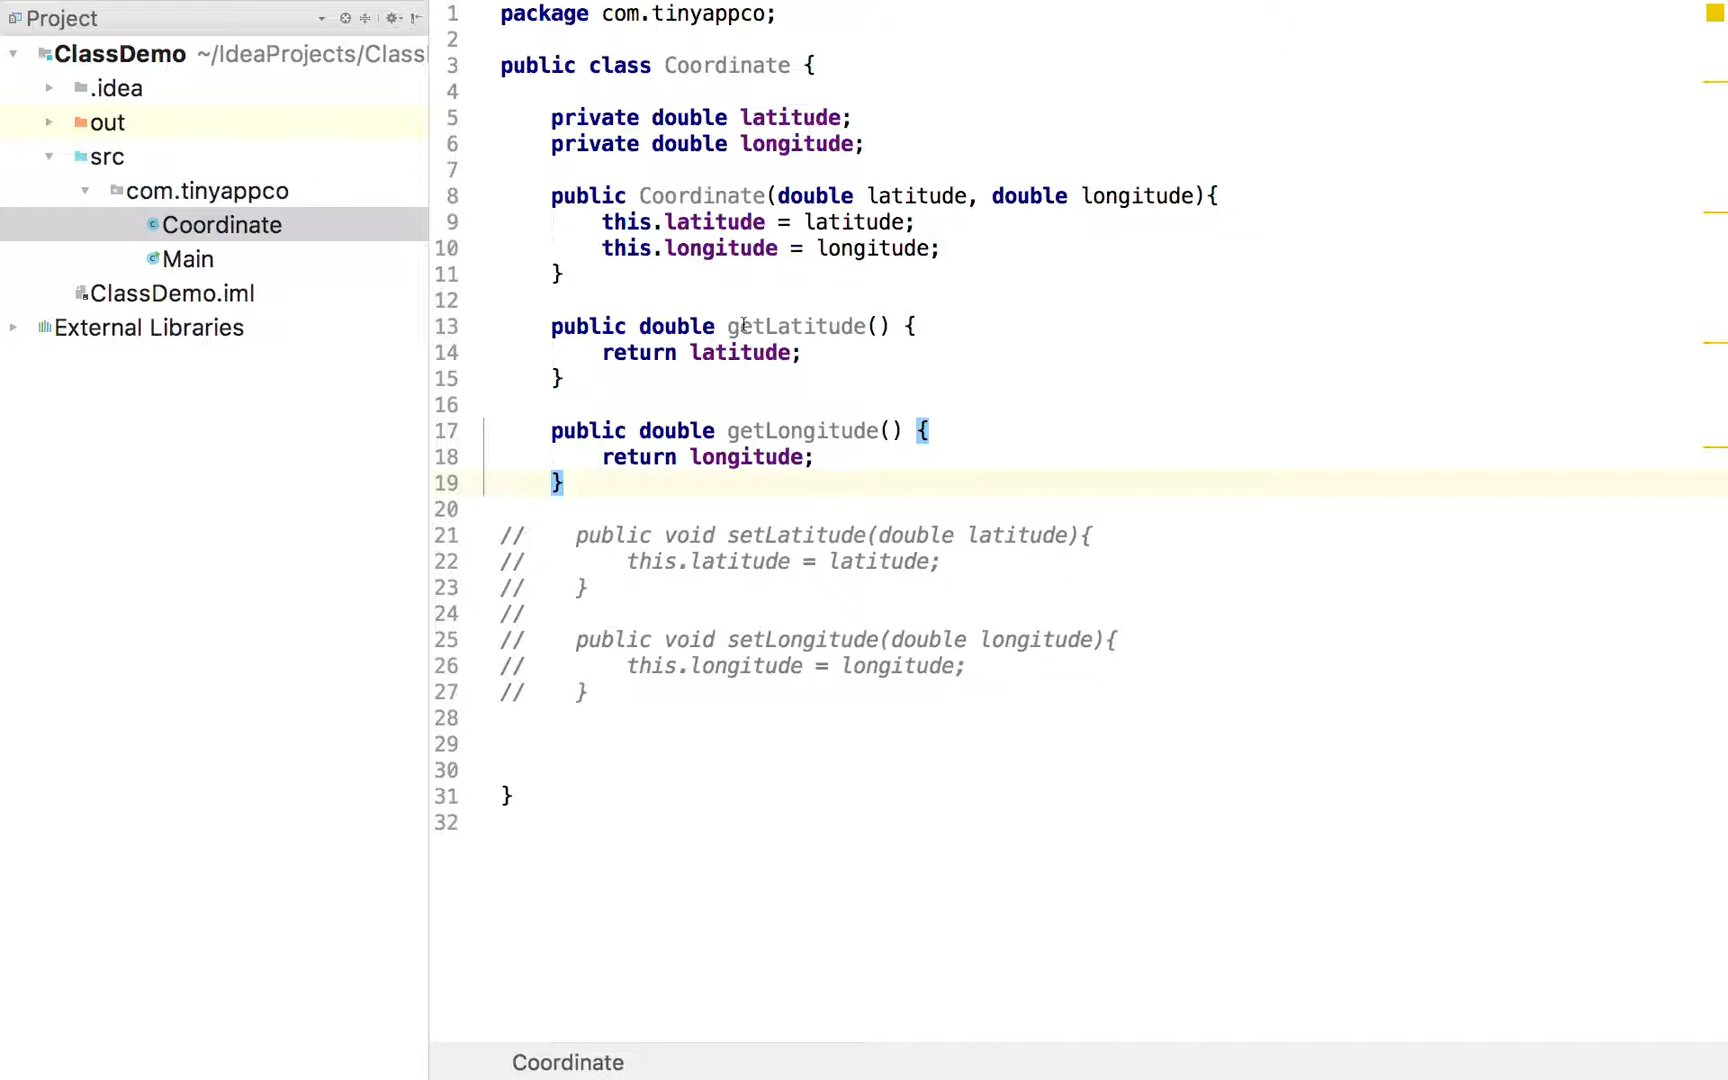 Project
ClassDemo ~/IdeaProjects/Class
.idea
out
src
com.tinyappco
Coordinate
Main
ClassDemo.iml
External Libraries
1 package com.tinyappco;
2
3 public class Coordinate {
4
5     private double latitude;
6     private double longitude;
7
8     public Coordinate(double latitude, double longitude){
9         this.latitude = latitude;
10         this.longitude = longitude;
11     }
12
13     public double getLatitude() {
14         return latitude;
15     }
16
17     public double getLongitude() {
18         return longitude;
19     }
20
21 //    public void setLatitude(double latitude){
22 //        this.latitude = latitude;
23 //    }
24 //
25 //    public void setLongitude(double longitude){
26 //        this.longitude = longitude;
27 //    }
28
29
30
31 }
32
Coordinate